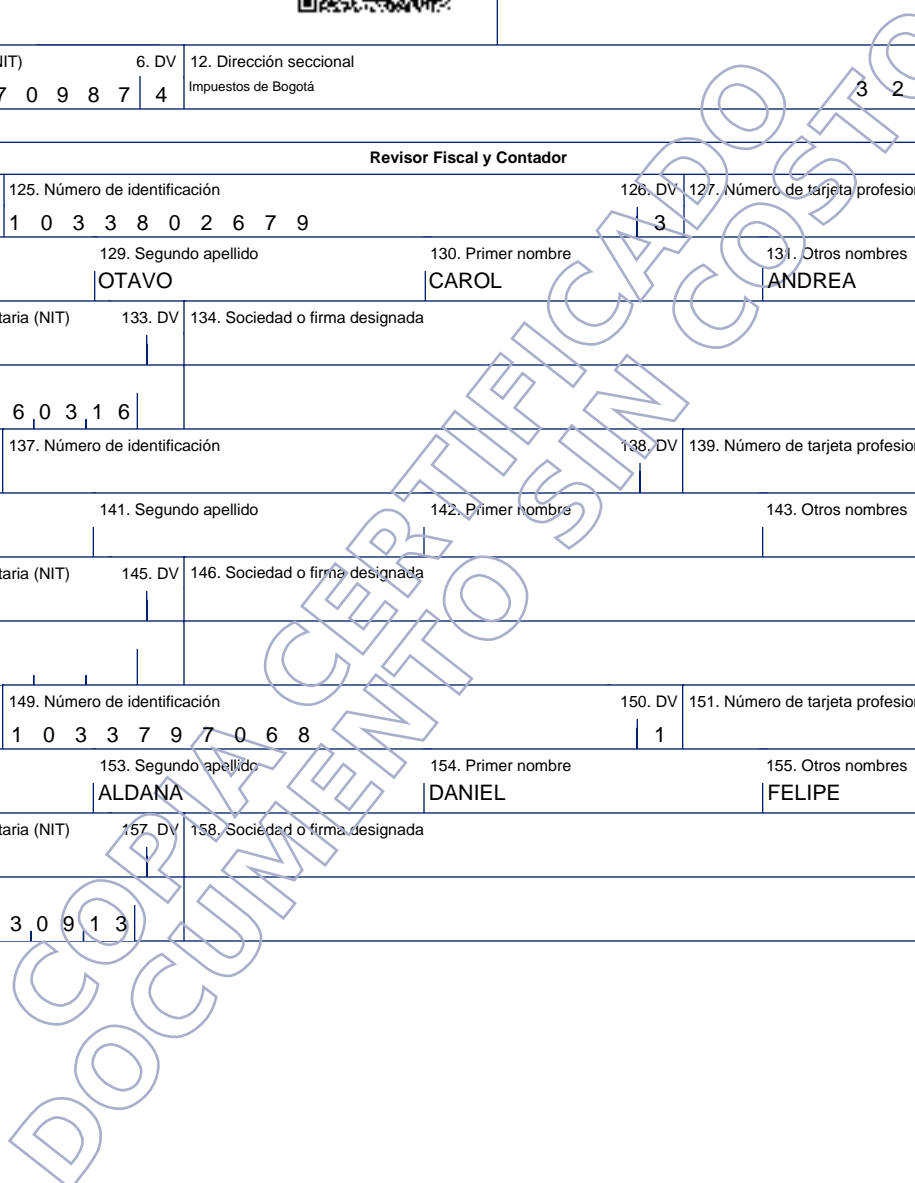 IT) 6. DV 12. Dirección seccional
7 0 9 8 7 4 Impuestos de Bogotá 3 2
Revisor Fiscal y Contador
125. Número de identificación 126. DV 127. Número de tarjeta profesion
1 0 3 3 8 0 2 6 7 9 3
129. Segundo apellido 130. Primer nombre 131. Otros nombres
OTAVO CAROL ANDREA
taria (NIT) 133. DV 134. Sociedad o firma designada
6 0 3 1 6
137. Número de identificación 138. DV 139. Número de tarjeta profesion
141. Segundo apellido 142. Primer nombre 143. Otros nombres
taria (NIT) 145. DV 146. Sociedad o firma designada
149. Número de identificación 150. DV 151. Número de tarjeta profesion
1 0 3 3 7 9 7 0 6 8 1
153. Segundo apellido 154. Primer nombre 155. Otros nombres
ALDANA DANIEL FELIPE
taria (NIT) 157. DV 158. Sociedad o firma designada
3 0 9 1 3
COPIA CERTIFICADO
DOCUMENTO SIN COSTO